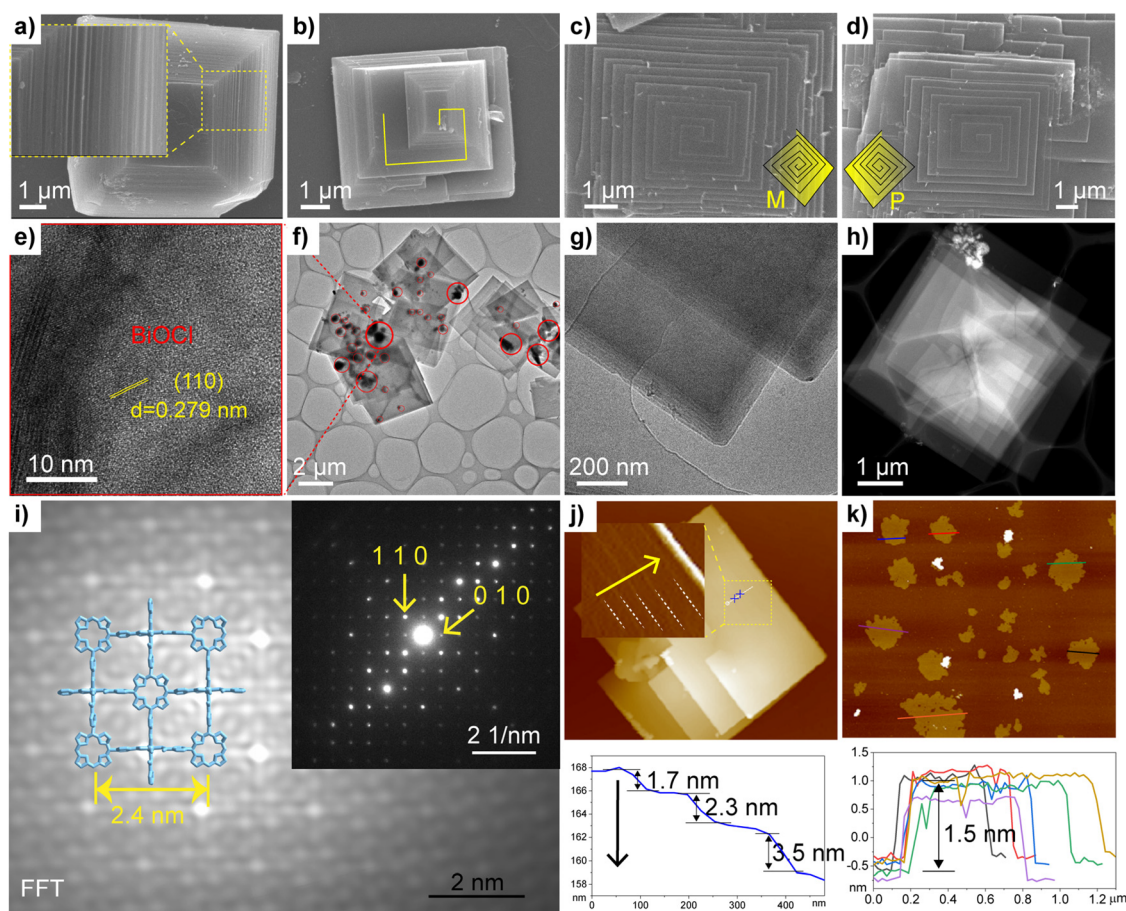 a)
1 μm
b)
1 μm
c)
1 μm
M
d)
P
1 μm
e)
BiOCl
(110)
d=0.279 nm
10 nm
f)
2 μm
g)
200 nm
h)
1 μm
i)
1 1 0
0 1 0
2 1/nm
2.4 nm
FFT
2 nm
j)
168
166
164
162
160
158
nm
0
100
200
300
400
nm
1.7 nm
2.3 nm
3.5 nm
k)
1.5
1.0
0.5
0.0
-0.5
nm
0.0
0.2
0.4
0.6
0.8
1.0
1.2
μm
1.5 nm